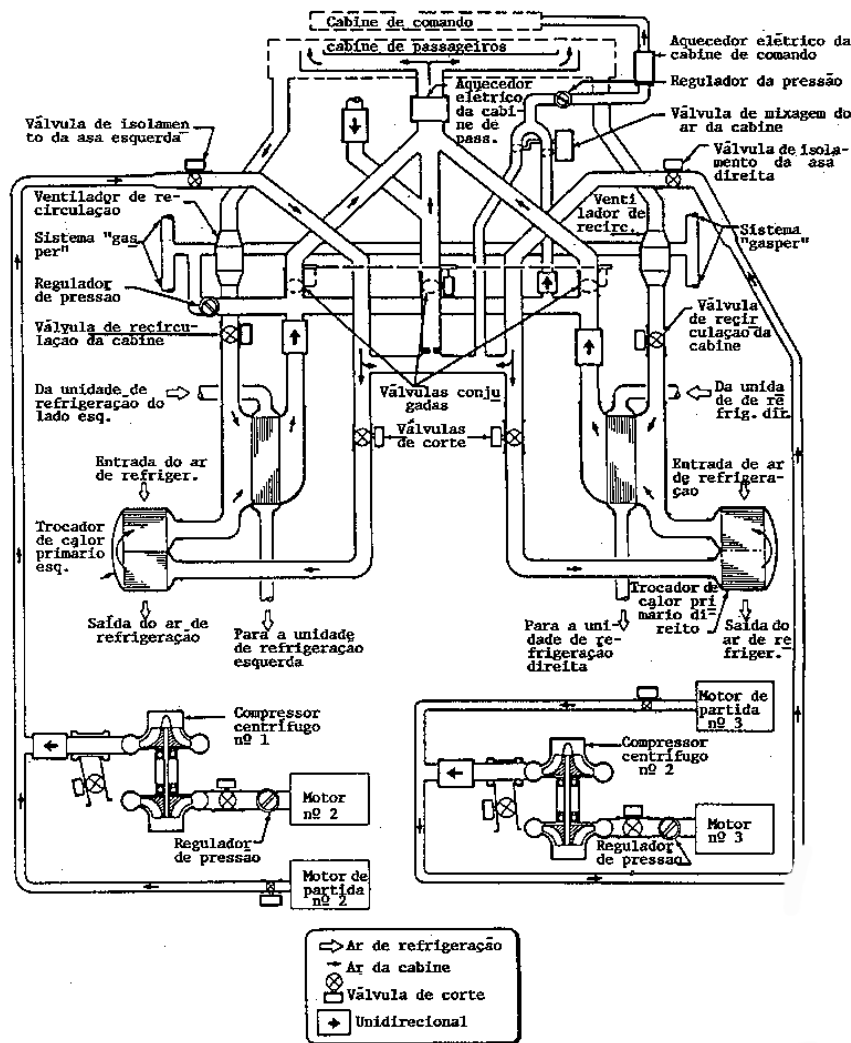 Cabine de comando
cabine de passageiros
Aquecedor elétrico da
cabine de comando
Aquecedor
elétrico
da cabi-
ne de
pass.
Regulador da pressão
Válvula de mixagem do
ar da cabine
Válvula de isolamen
to da asa esquerda
Válvula de isola-
mento da asa
direita
Ventilador de re-
circulação
Venti-
lador de
recirc.
Sistema "gas
per"
Sistema
"gasper"
Regulador
de pressão
Válvula de recircu-
lação da cabine
Válvula
de recir
culação da
cabine
Da unidade de
refrigeração do
lado esq.
Válvulas conju
gadas
Da unida
de de re
frig. dir.
Válvulas
de corte
Entrada do ar
de refriger.
Entrada de ar
de refrigera-
ção
Trocador
de calor
primario
esq.
Trocador de
calor pri
mário di
reito
Saída do ar de
refrigeração
Para a unidade
de refrigeração
esquerda
Para a uni-
dade de re-
frigeração
direita
Saída do
ar de re
friger.
Compressor
centrífugo
nº 1
Motor
nº 2
Regulador
de pressão
Motor de
partida
nº 2
Motor de
partida
nº 3
Compressor
centrífugo
nº 2
Motor
nº 3
Regulador
de pressão
Ar de refrigeração
Ar da cabine
Válvula de corte
Unidirecional